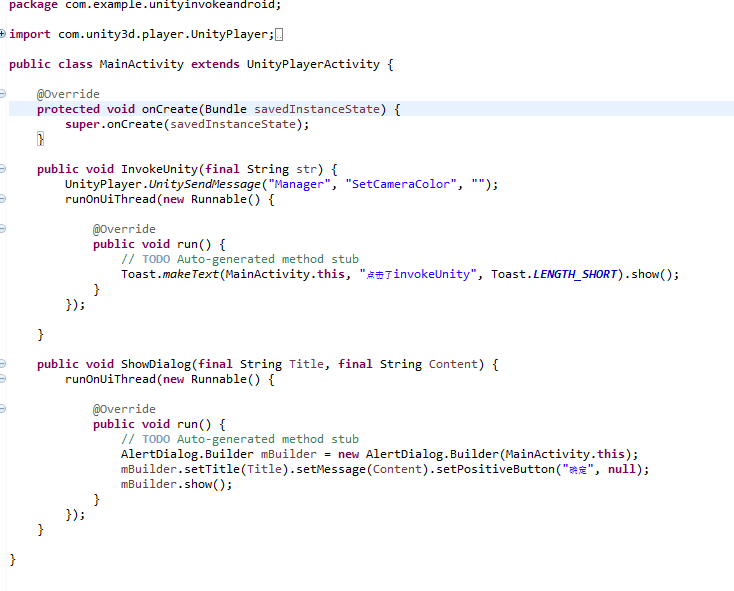 package com.example.unityinvokeandroid;
import com.unity3d.player.UnityPlayer;
public class MainActivity extends UnityPlayerActivity {
@Override
protected void onCreate(Bundle savedInstanceState) {
super.onCreate(savedInstanceState);
}
public void InvokeUnity(final String str) {
UnityPlayer.UnitySendMessage("Manager", "SetCameraColor", "");
runOnUiThread(new Runnable() {
@Override
public void run() {
// TODO Auto-generated method stub
Toast.makeText(MainActivity.this, "点击了invokeUnity", Toast.LENGTH_SHORT).show();
}
});
}
public void ShowDialog(final String Title, final String Content) {
runOnUiThread(new Runnable() {
@Override
public void run() {
// TODO Auto-generated method stub
AlertDialog.Builder mBuilder = new AlertDialog.Builder(MainActivity.this);
mBuilder.setTitle(Title).setMessage(Content).setPositiveButton("确定", null);
mBuilder.show();
}
});
}
}